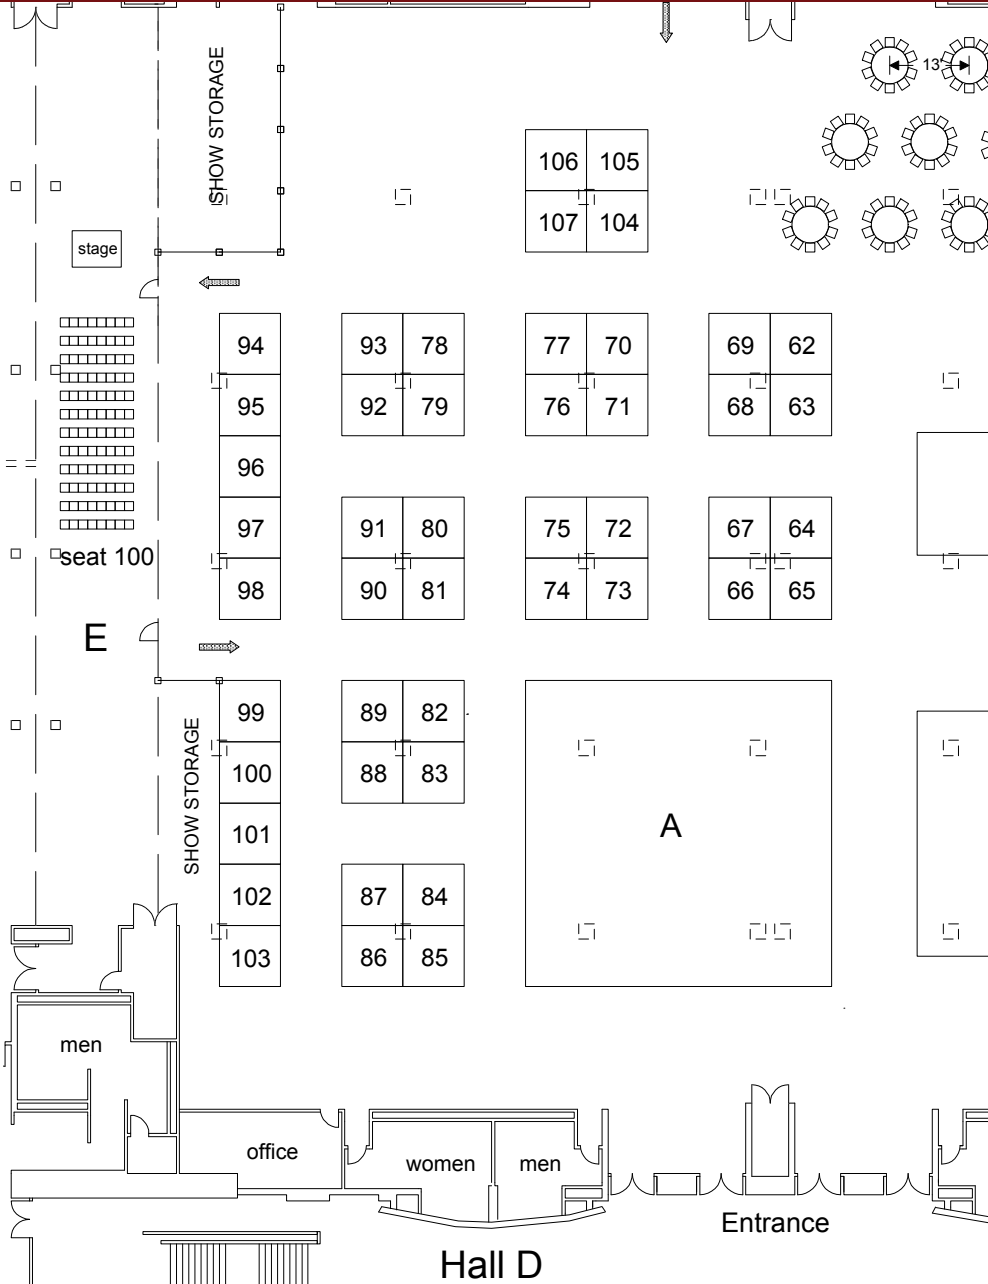 SHOW STORAGE
13'
106 105
107 104
stage
94 93 78 77 70 69 62
95 92 79 76 71 68 63
96
97 91 80 75 72 67 64
98 90 81 74 73 66 65
seat 100
E
99 89 82
100 88 83
SHOW STORAGE
101
A
102 87 84
103 86 85
men
office
women
men
Entrance
Hall D